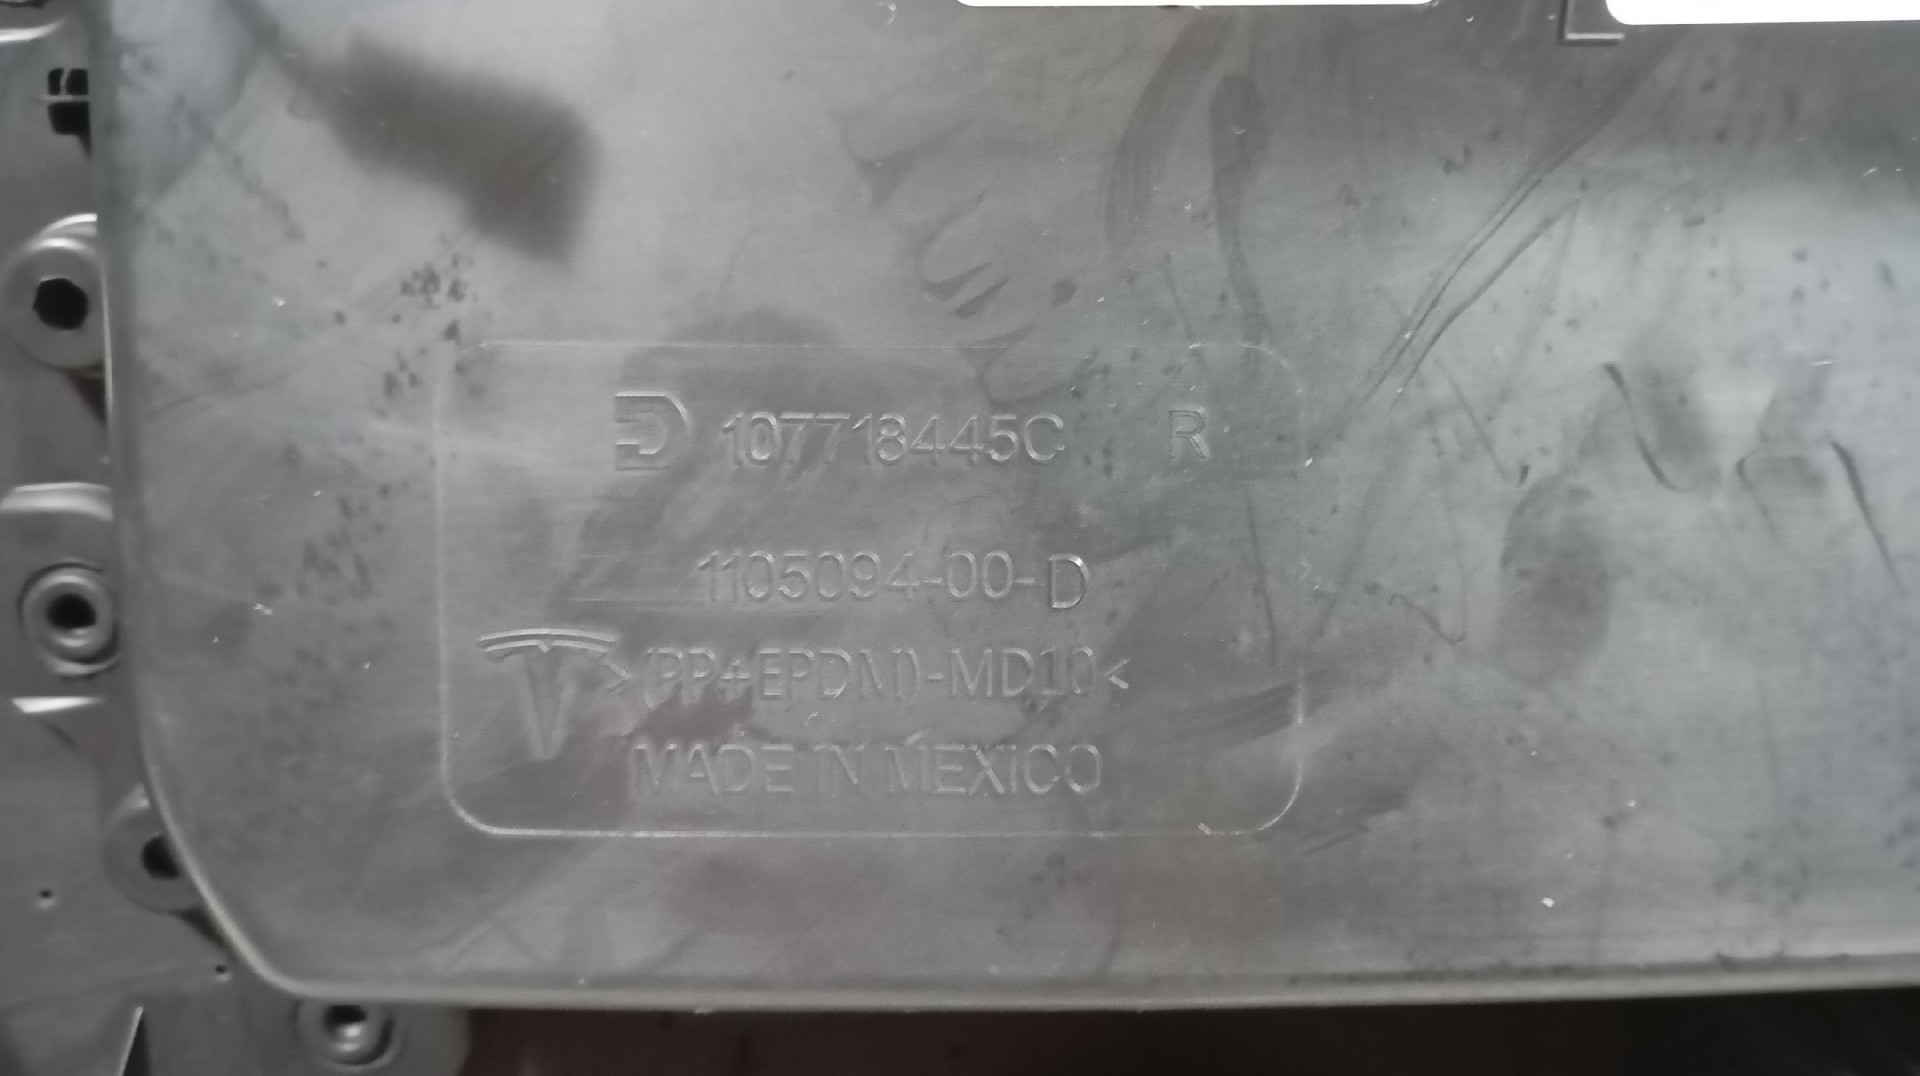 107718445C R
1105094-00-D
>(PP+EPDM)-MD10<
MADE IN MEXICO